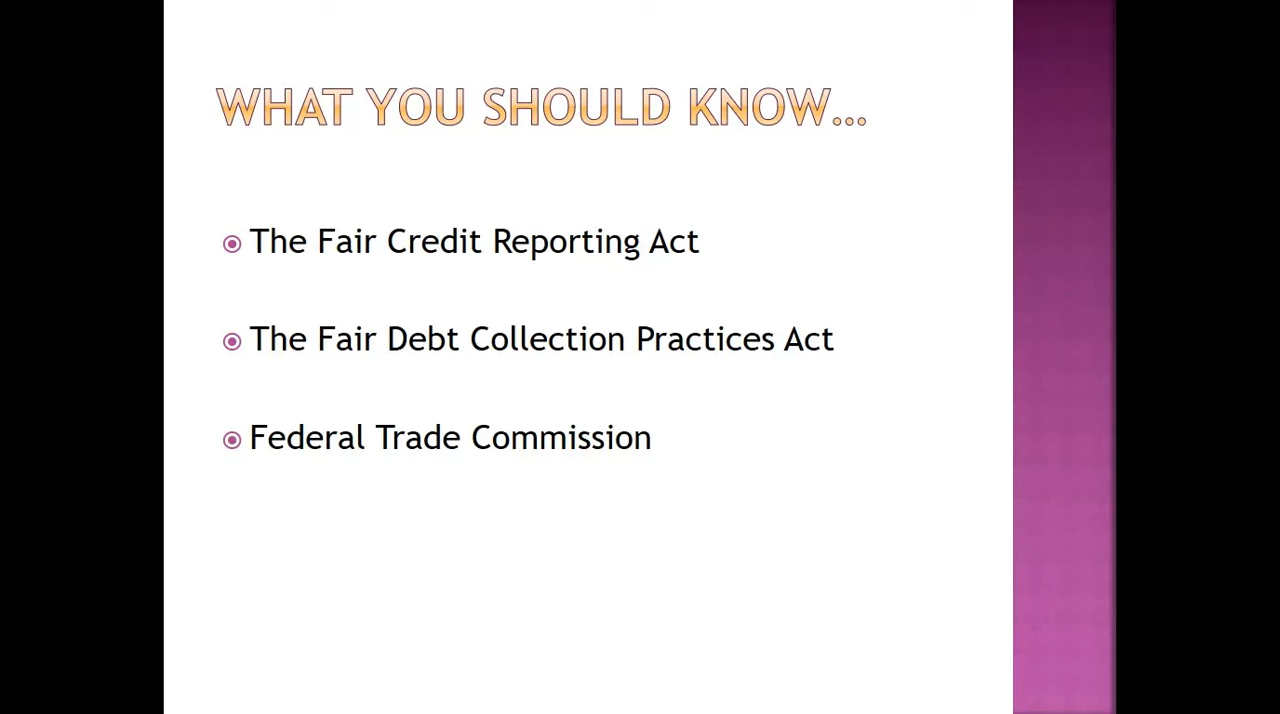 WHAT YOU SHOULD KNOW...
The Fair Credit Reporting Act
The Fair Debt Collection Practices Act
Federal Trade Commission